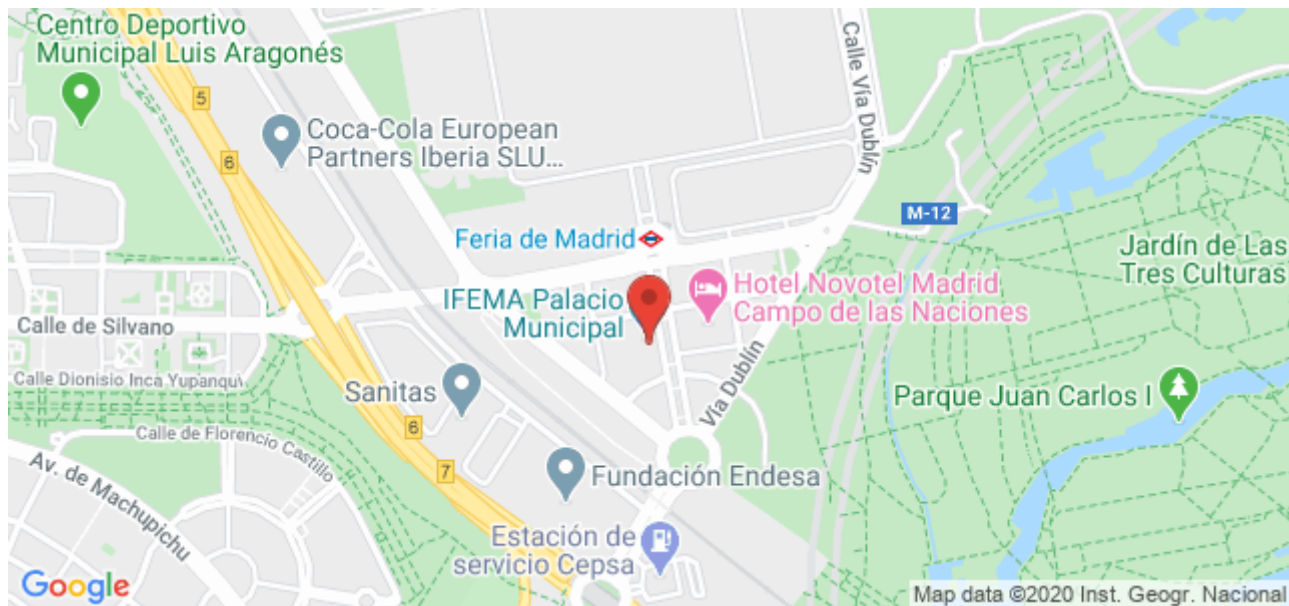 Centro Deportivo
Municipal Luis Aragonés
5
Calle Vía Dublín
Coca-Cola European
Partners Iberia SLU...
6
M-12
Feria de Madrid
Jardín de Las
Tres Culturas
IFEMA Palacio
Municipal
Hotel Novotel Madrid
Campo de las Naciones
Calle de Silvano
Calle Dionisio Inca Yupanqui
Sanitas
Vía Dublín
Parque Juan Carlos I
6
Calle de Florencio Castillo
Av. de Machupichu
7
Fundación Endesa
Estación de
servicio Cepsa
Google
Map data ©2020 Inst. Geogr. Nacional